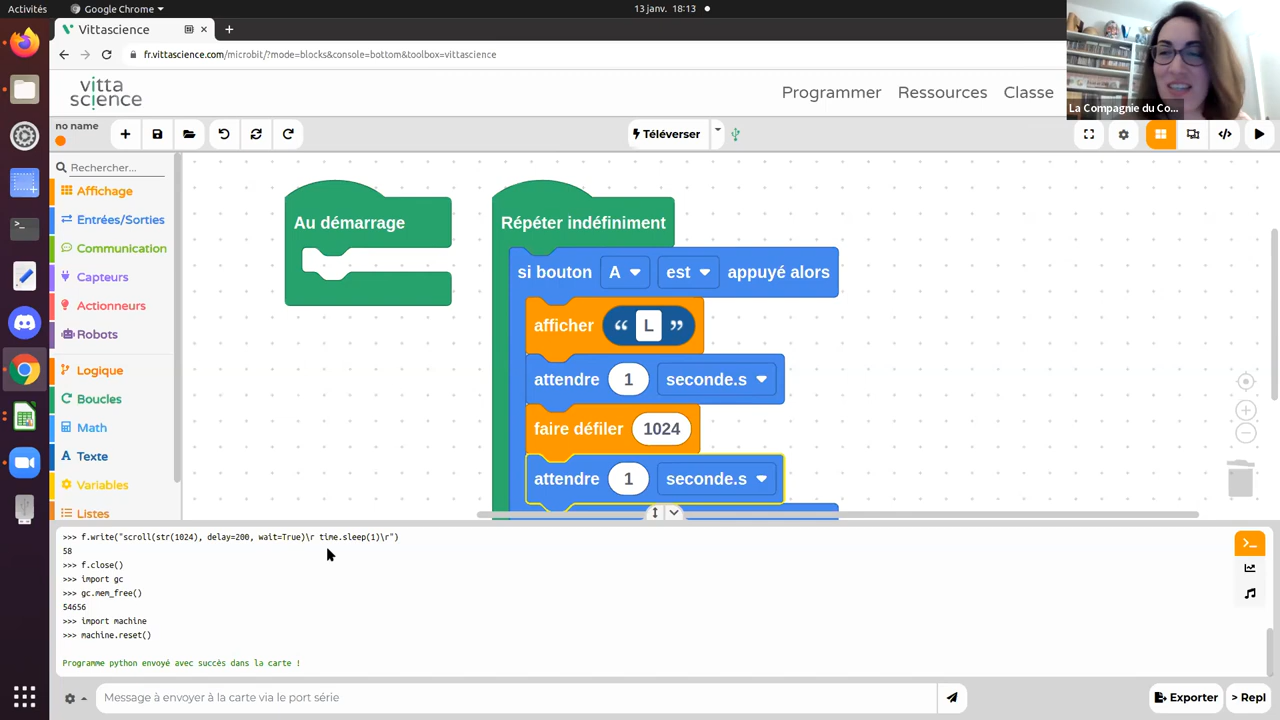 Activités
Google Chrome
13 janv. 18:13
Vittascience
fr.vittascience.com/microbit/?mode=blocks&console=bottom&toolbox=vittascience
vitta
science
Programmer
Ressources
Classe
La Compagnie du Co...
no name
Téléverser
Rechercher...
Affichage
Entrées/Sorties
Communication
Capteurs
Actionneurs
Robots
Logique
Boucles
Math
Texte
Variables
Listes
Au démarrage
Répéter indéfiniment
si bouton A est appuyé alors
afficher “ L ”
attendre 1 seconde.s
faire défiler 1024
attendre 1 seconde.s
>>> f.write("scroll(str(1024), delay=200, wait=True)\r time.sleep(1)\r")
58
>>> f.close()
>>> import gc
>>> gc.mem_free()
54656
>>> import machine
>>> machine.reset()
Programme python envoyé avec succès dans la carte !
Message à envoyer à la carte via le port série
Exporter
> Repl